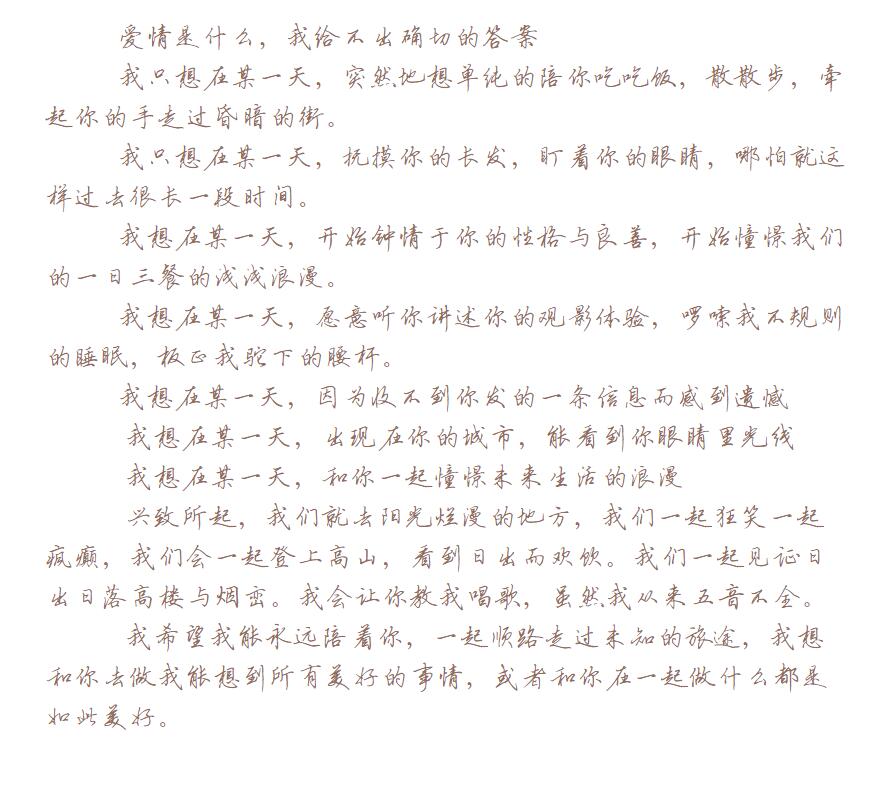 爱情是什么，我给不出确切的答案
我只想在某一天，突然地想单纯的陪你吃吃饭，散散步，牵
起你的手走过昏暗的街。
我只想在某一天，抚摸你的长发，盯着你的眼睛，哪怕就这
样过去很长一段时间。
我想在某一天，开始钟情于你的性格与良善，开始憧憬我们
的一日三餐的浅浅浪漫。
我想在某一天，愿意听你讲述你的观影体验，啰嗦我不规则
的睡眠，板正我驼下的腰杆。
我想在某一天，因为收不到你发的一条信息而感到遗憾
我想在某一天，出现在你的城市，能看到你眼睛里光线
我想在某一天，和你一起憧憬未来生活的浪漫
兴致所起，我们就去阳光烂漫的地方，我们一起狂笑一起
疯癫，我们会一起登上高山，看到日出而欢饮。我们一起见证日
出日落高楼与烟峦。我会让你教我唱歌，虽然我从来五音不全。
我希望我能永远陪着你，一起顺路走过未知的旅途，我想
和你去做我能想到所有美好的事情，或者和你在一起做什么都是
如此美好。